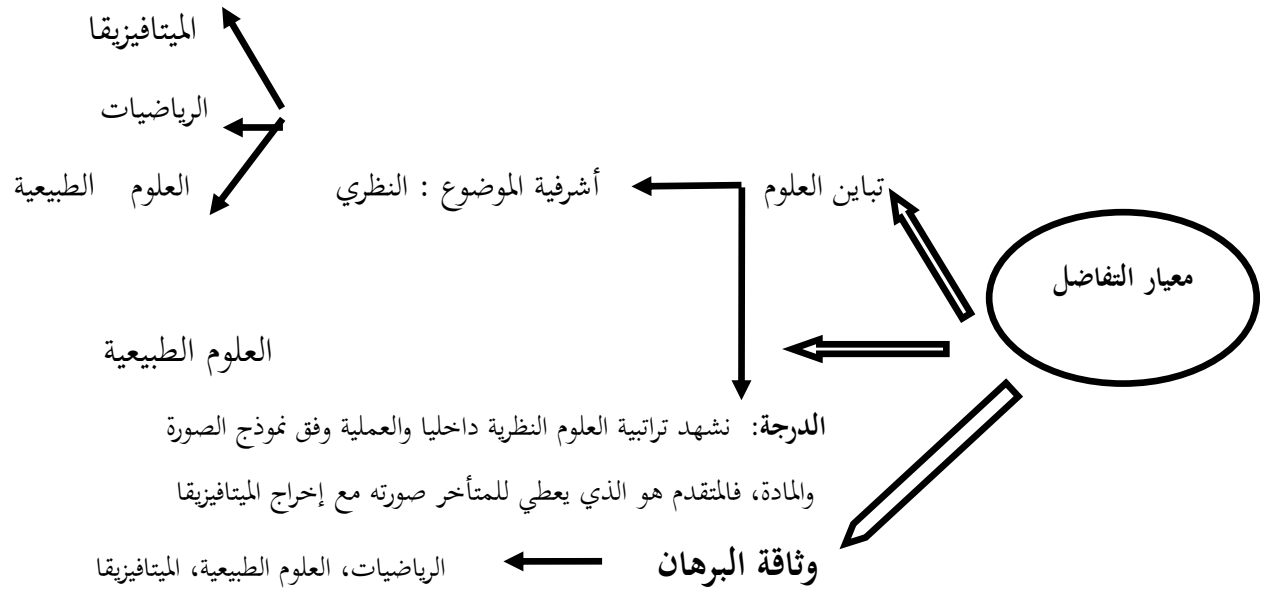 الميتافيزيقا
الرياضيات
تباين العلوم أشرفية الموضوع : النظري العلوم الطبيعية
معيار التفاضل
العلوم الطبيعية
الدرجة: نشهد تراتبية العلوم النظرية داخليا والعملية وفق نموذج الصورة
والمادة، فالمتقدم هو الذي يعطي للمتأخر صورته مع إخراج الميتافيزيقا
وثاقة البرهان الرياضيات، العلوم الطبيعية، الميتافيزيقا